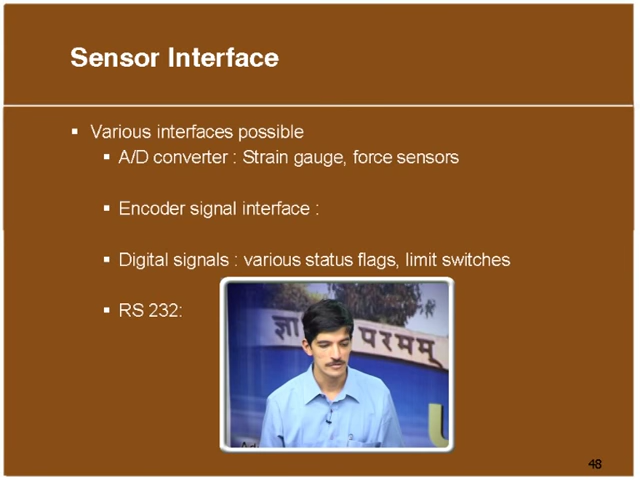 Sensor Interface
▪ Various interfaces possible
▪ A/D converter : Strain gauge, force sensors
▪ Encoder signal interface :
▪ Digital signals : various status flags, limit switches
▪ RS 232:
परमम्
48